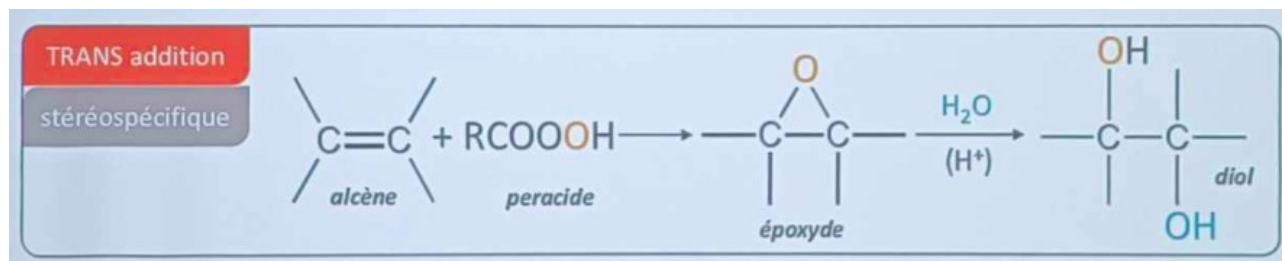 TRANS addition
stéréospécifique
C=C + RCOOOH
alcène
peracide
O
C C
époxyde
H₂O
(H⁺)
OH
C C
OH
diol